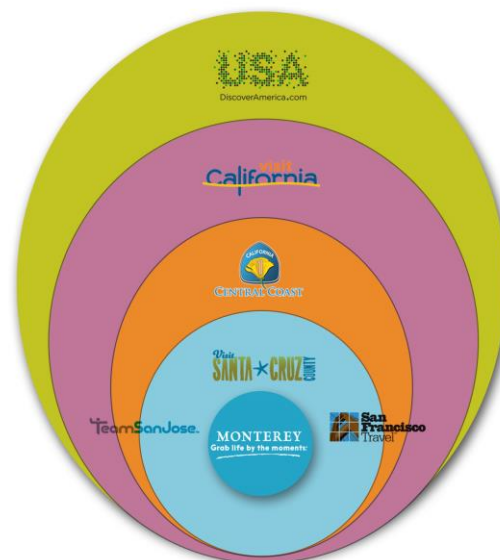 USA
DiscoverAmerica.com
visit
California
CALIFORNIA
CENTRAL COAST
Visit
SANTA CRUZ
COUNTY
TeamSanJose.
MONTEREY
Grab life by the moments
San
Francisco
Travel